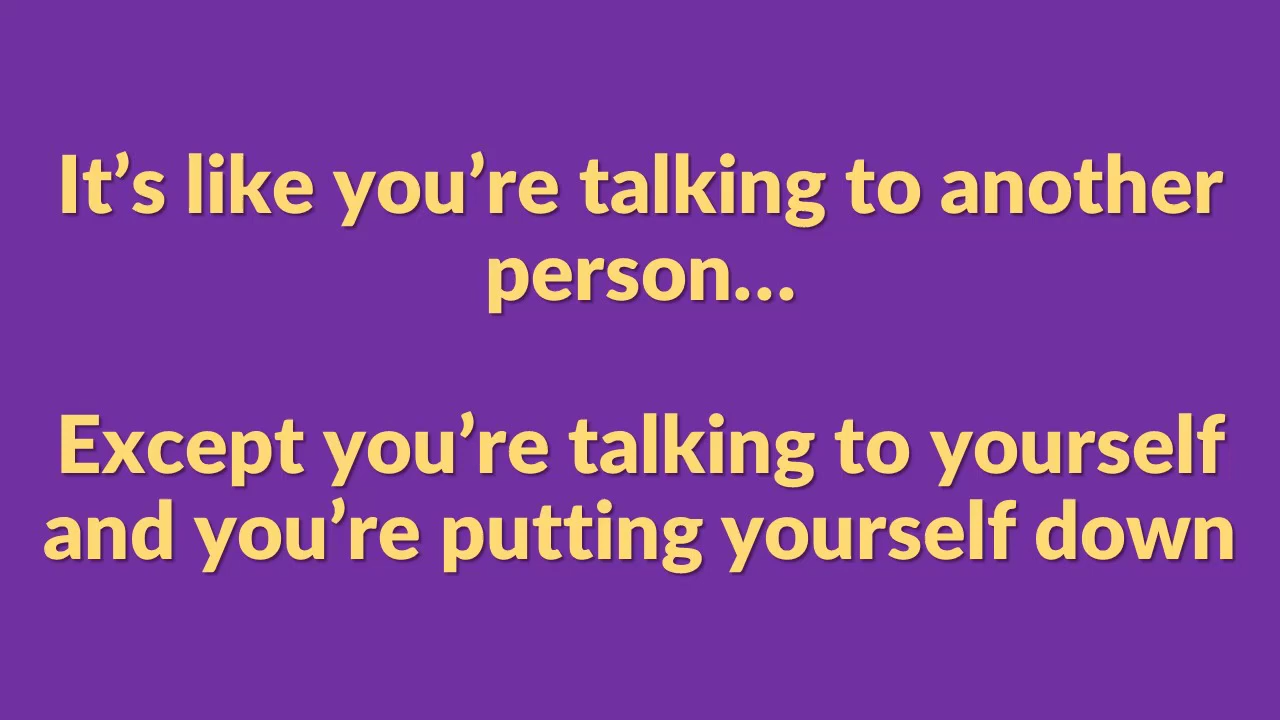 It’s like you’re talking to another
person…
Except you’re talking to yourself
and you’re putting yourself down